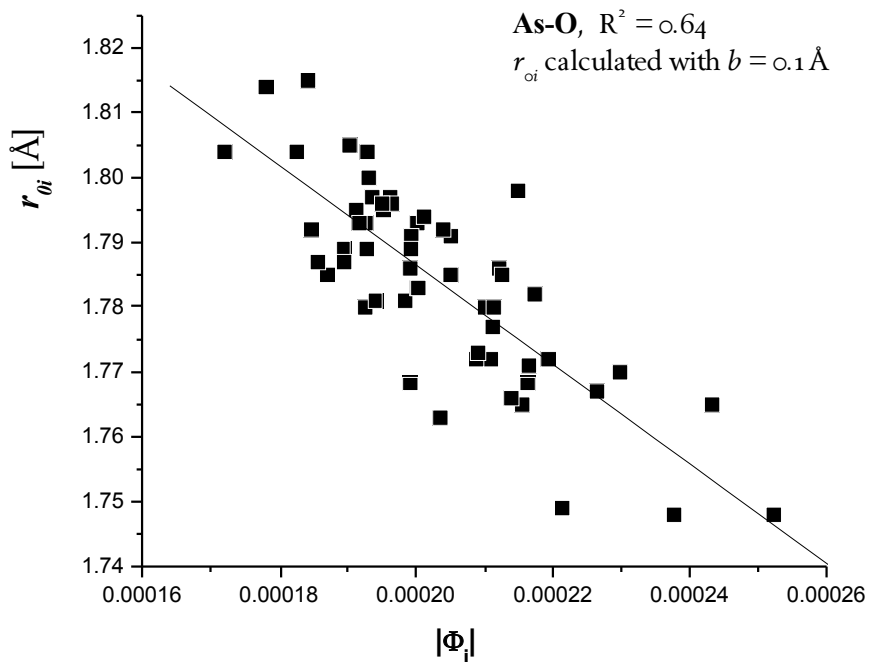 As-O, R² = 0.64
r₀ᵢ calculated with b = 0.1 Å
r₀ᵢ [Å]
1.82
1.81
1.80
1.79
1.78
1.77
1.76
1.75
1.74
0.00016 0.00018 0.00020 0.00022 0.00024 0.00026
|Φᵢ|